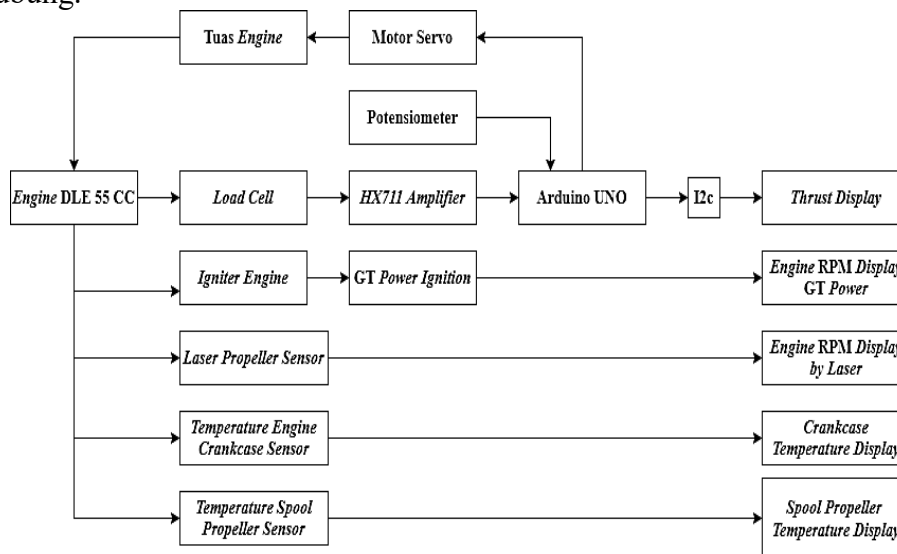 Tuas Engine
Motor Servo
Potensiometer
Engine DLE 55 CC
Load Cell
HX711 Amplifier
Arduino UNO
I2c
Thrust Display
Igniter Engine
GT Power Ignition
Engine RPM Display
GT Power
Laser Propeller Sensor
Engine RPM Display
by Laser
Temperature Engine
Crankcase Sensor
Crankcase
Temperature Display
Temperature Spool
Propeller Sensor
Spool Propeller
Temperature Display